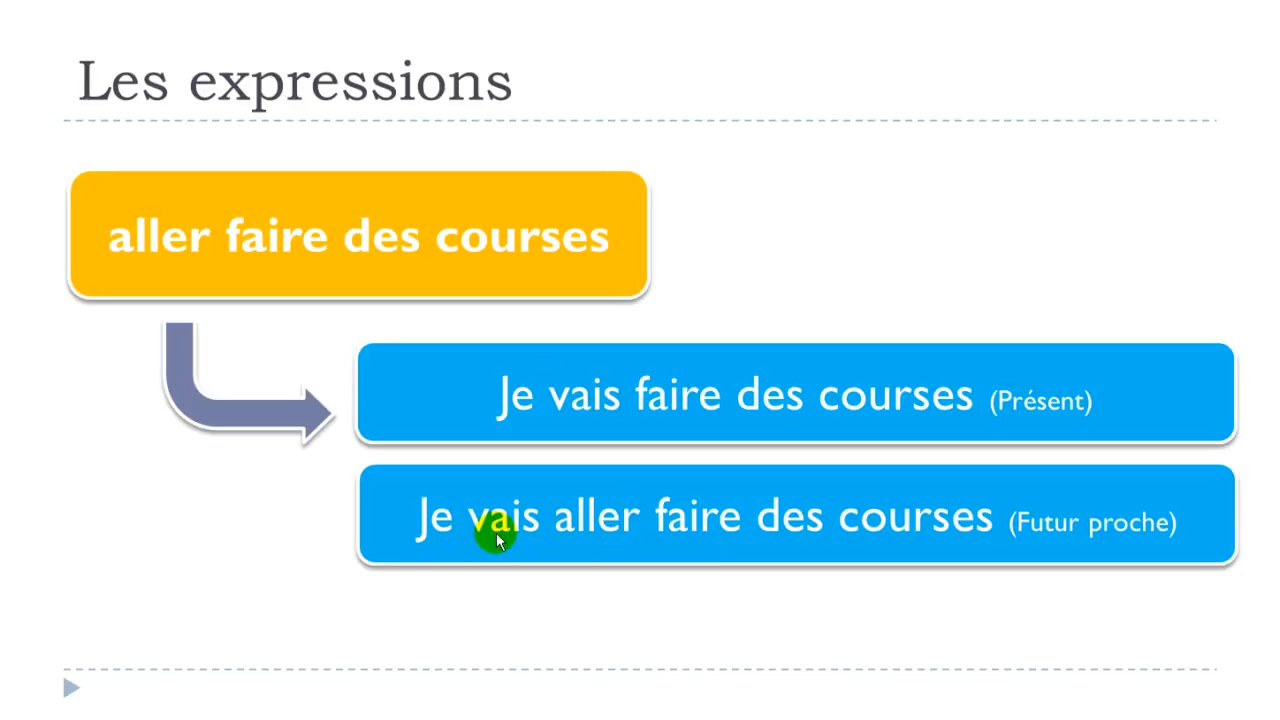 Les expressions
aller faire des courses
Je vais faire des courses (Présent)
Je vais aller faire des courses (Futur proche)